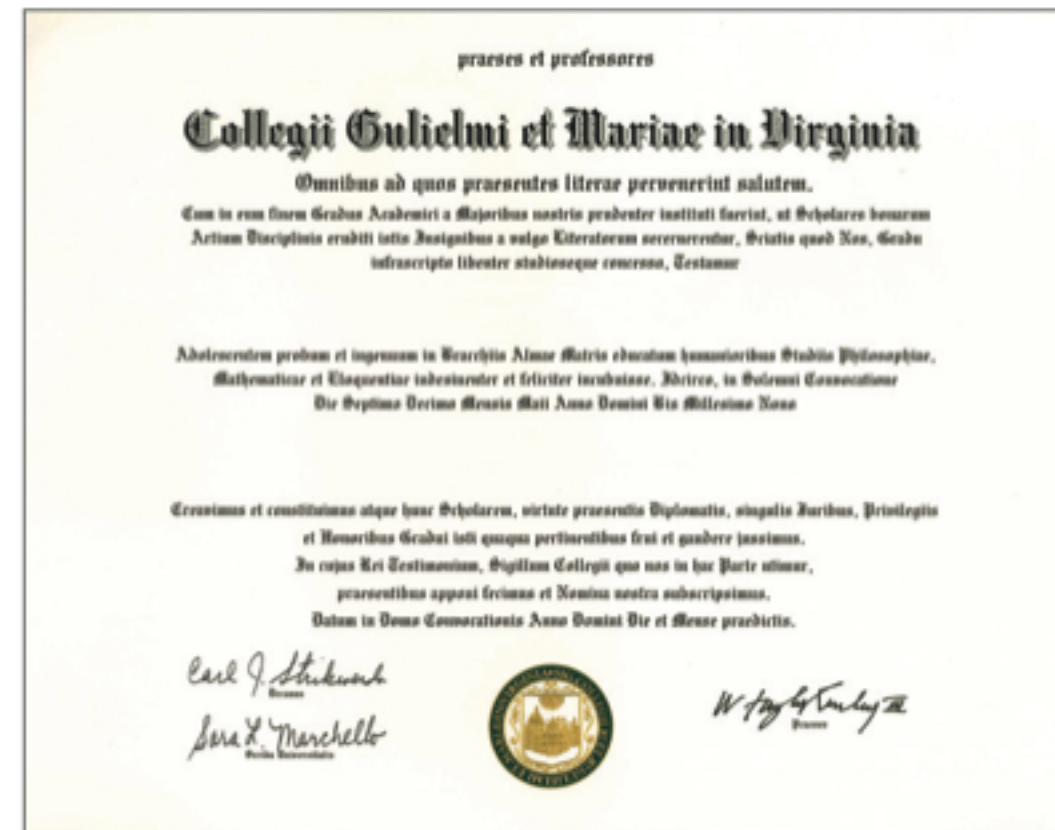 praeses et professores
Collegii Gulielmi et Mariae in Virginia
Omnibus ad quos praesentes literae pervenerint salutem.
Cum in eum finem Gradus Academici a Majoribus nostris prudenter instituti fuerint, ut Scholares bonarum
Artium Disciplinis eruditi istis Insignibus a vulgo Literatorum secernerentur, Sciatis quod Nos, Gradu
infrascripto libenter studioseque concesso, Testamur
Adolescentem probum et ingenuum in Bracchiis Almae Matris educatum humanioribus Studiis Philosophiae,
Mathematicae et Eloquentiae indesinenter et feliciter incubuisse. Idcirco, in Solemni Convocatione
Die Septimo Decimo Mensis Maii Anno Domini Bis Millesimo Nono
Creavimus et constituimus atque hunc Scholarem, virtute praesentis Diplomatis, singulis Juribus, Privilegiis
et Honoribus Gradui isti quaqua pertinentibus frui et gaudere jussimus.
In cujus Rei Testimonium, Sigillum Collegii quo nos in hac Parte utimur,
praesentibus apponi fecimus et Nomina nostra subscripsimus.
Datum in Domo Convocationis Anno Domini Die et Mense praedictis.
Carl J. Strikwerda
Decanus
Sara L. Marchello
W Taylor Reveley III
Praeses